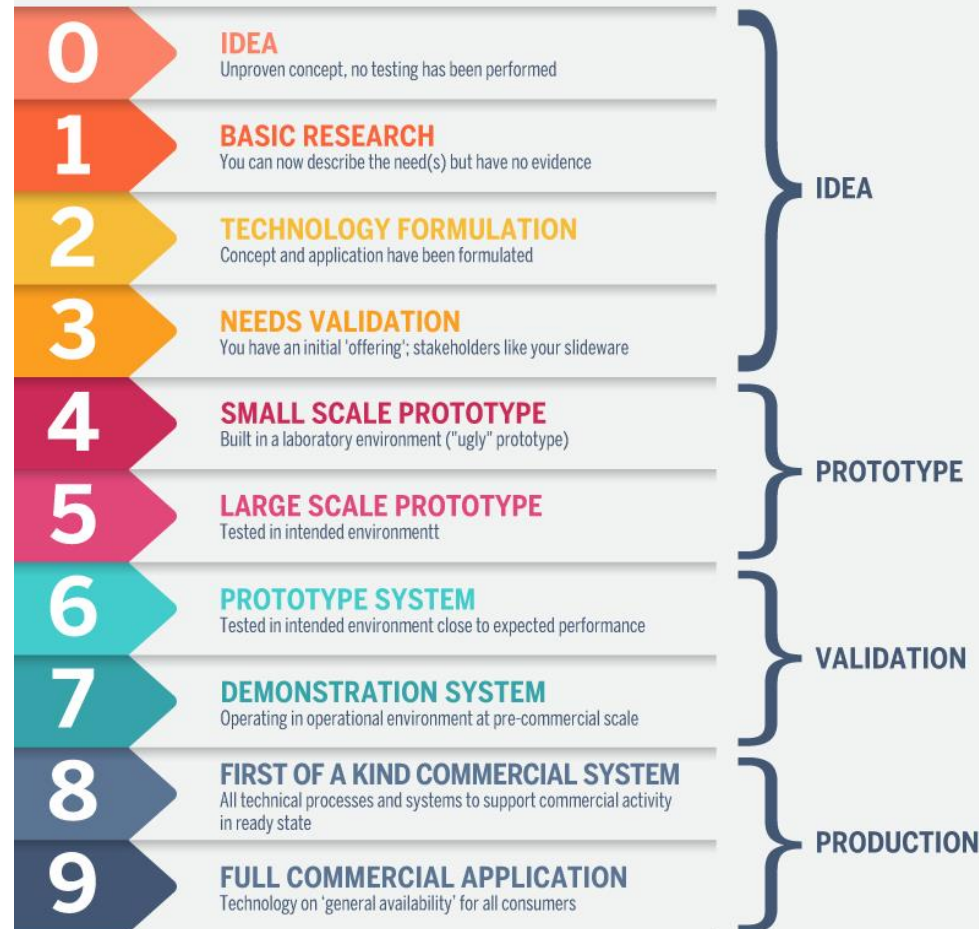 0
IDEA
Unproven concept, no testing has been performed
1
BASIC RESEARCH
You can now describe the need(s) but have no evidence
2
TECHNOLOGY FORMULATION
Concept and application have been formulated
3
NEEDS VALIDATION
You have an initial 'offering'; stakeholders like your slideware
IDEA
4
SMALL SCALE PROTOTYPE
Built in a laboratory environment ("ugly" prototype)
5
LARGE SCALE PROTOTYPE
Tested in intended environmentt
PROTOTYPE
6
PROTOTYPE SYSTEM
Tested in intended environment close to expected performance
7
DEMONSTRATION SYSTEM
Operating in operational environment at pre-commercial scale
VALIDATION
8
FIRST OF A KIND COMMERCIAL SYSTEM
All technical processes and systems to support commercial activity
in ready state
9
FULL COMMERCIAL APPLICATION
Technology on ‘general availability’ for all consumers
PRODUCTION